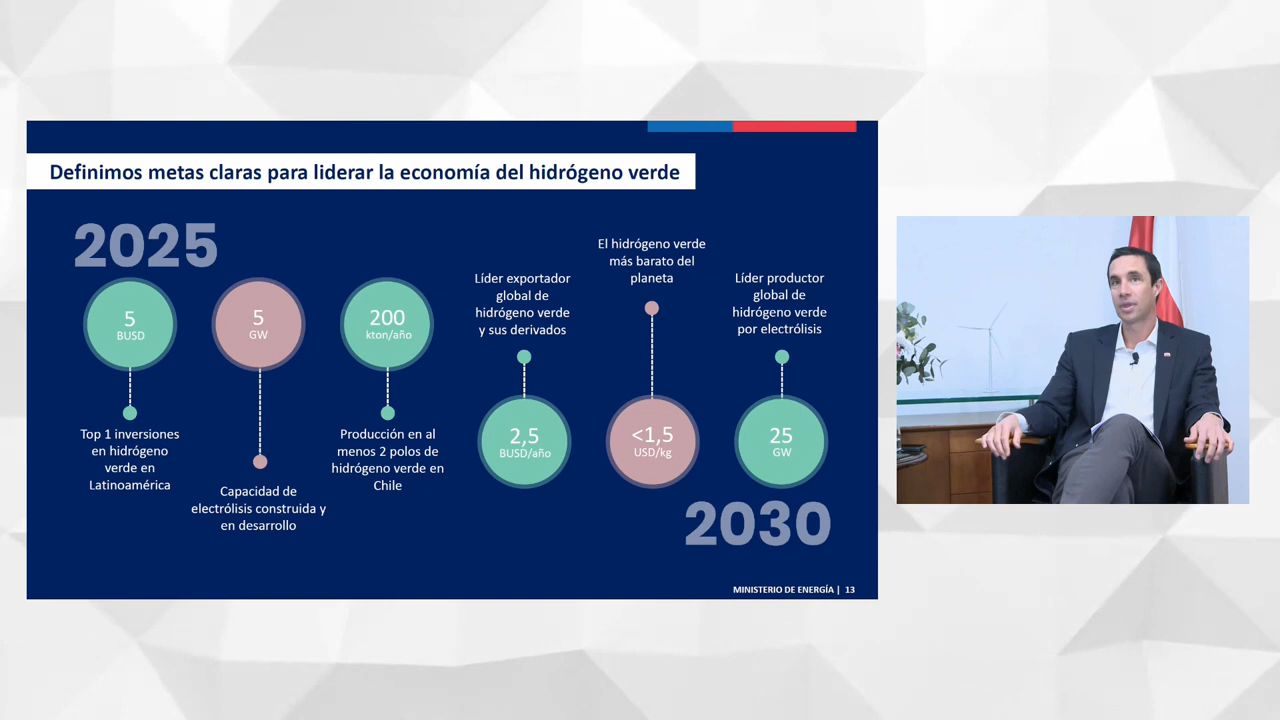 Definimos metas claras para liderar la economía del hidrógeno verde
2025
5
BUSD
Top 1 inversiones
en hidrógeno
verde en
Latinoamérica
5
GW
Capacidad de
electrólisis construida y
en desarrollo
200
kton/año
Producción en al
menos 2 polos de
hidrógeno verde en
Chile
Líder exportador
global de
hidrógeno verde
y sus derivados
2,5
BUSD/año
El hidrógeno verde
más barato del
planeta
<1,5
USD/kg
Líder productor
global de
hidrógeno verde
por electrólisis
25
GW
2030
MINISTERIO DE ENERGÍA | 13